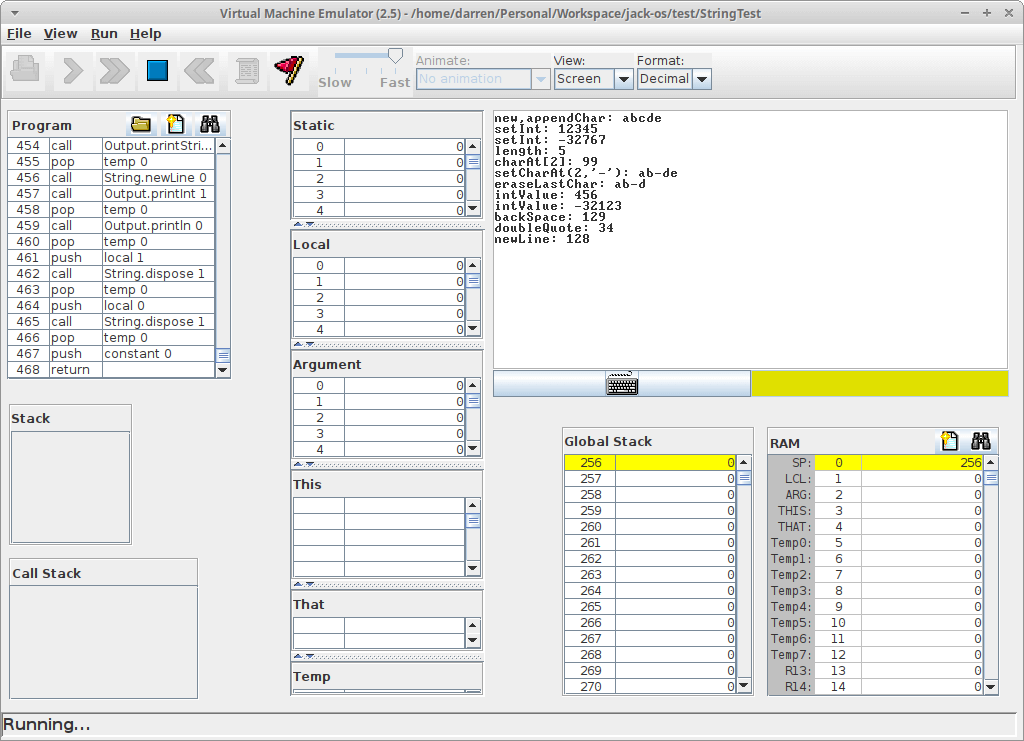 Virtual Machine Emulator (2.5) - /home/darren/Personal/Workspace/jack-os/test/StringTest
File View Run Help
Slow Fast
Animate:
No animation
View:
Screen
Format:
Decimal
Program
454 call Output.printStri...
455 pop temp 0
456 call String.newLine 0
457 call Output.printInt 1
458 pop temp 0
459 call Output.println 0
460 pop temp 0
461 push local 1
462 call String.dispose 1
463 pop temp 0
464 push local 0
465 call String.dispose 1
466 pop temp 0
467 push constant 0
468 return
Stack
Call Stack
Static
0 0
1 0
2 0
3 0
4 0
Local
0 0
1 0
2 0
3 0
4 0
Argument
0 0
1 0
2 0
3 0
4 0
This
That
Temp
new,appendChar: abcde
setInt: 12345
setInt: -32767
length: 5
charAt[2]: 99
setCharAt(2,'-'): ab-de
eraseLastChar: ab-d
intValue: 456
intValue: -32123
backSpace: 129
doubleQuote: 34
newLine: 128
Global Stack
256 0
257 0
258 0
259 0
260 0
261 0
262 0
263 0
264 0
265 0
266 0
267 0
268 0
269 0
270 0
RAM
SP: 0 256
LCL: 1 0
ARG: 2 0
THIS: 3 0
THAT: 4 0
Temp0: 5 0
Temp1: 6 0
Temp2: 7 0
Temp3: 8 0
Temp4: 9 0
Temp5: 10 0
Temp6: 11 0
Temp7: 12 0
R13: 13 0
R14: 14 0
Running...